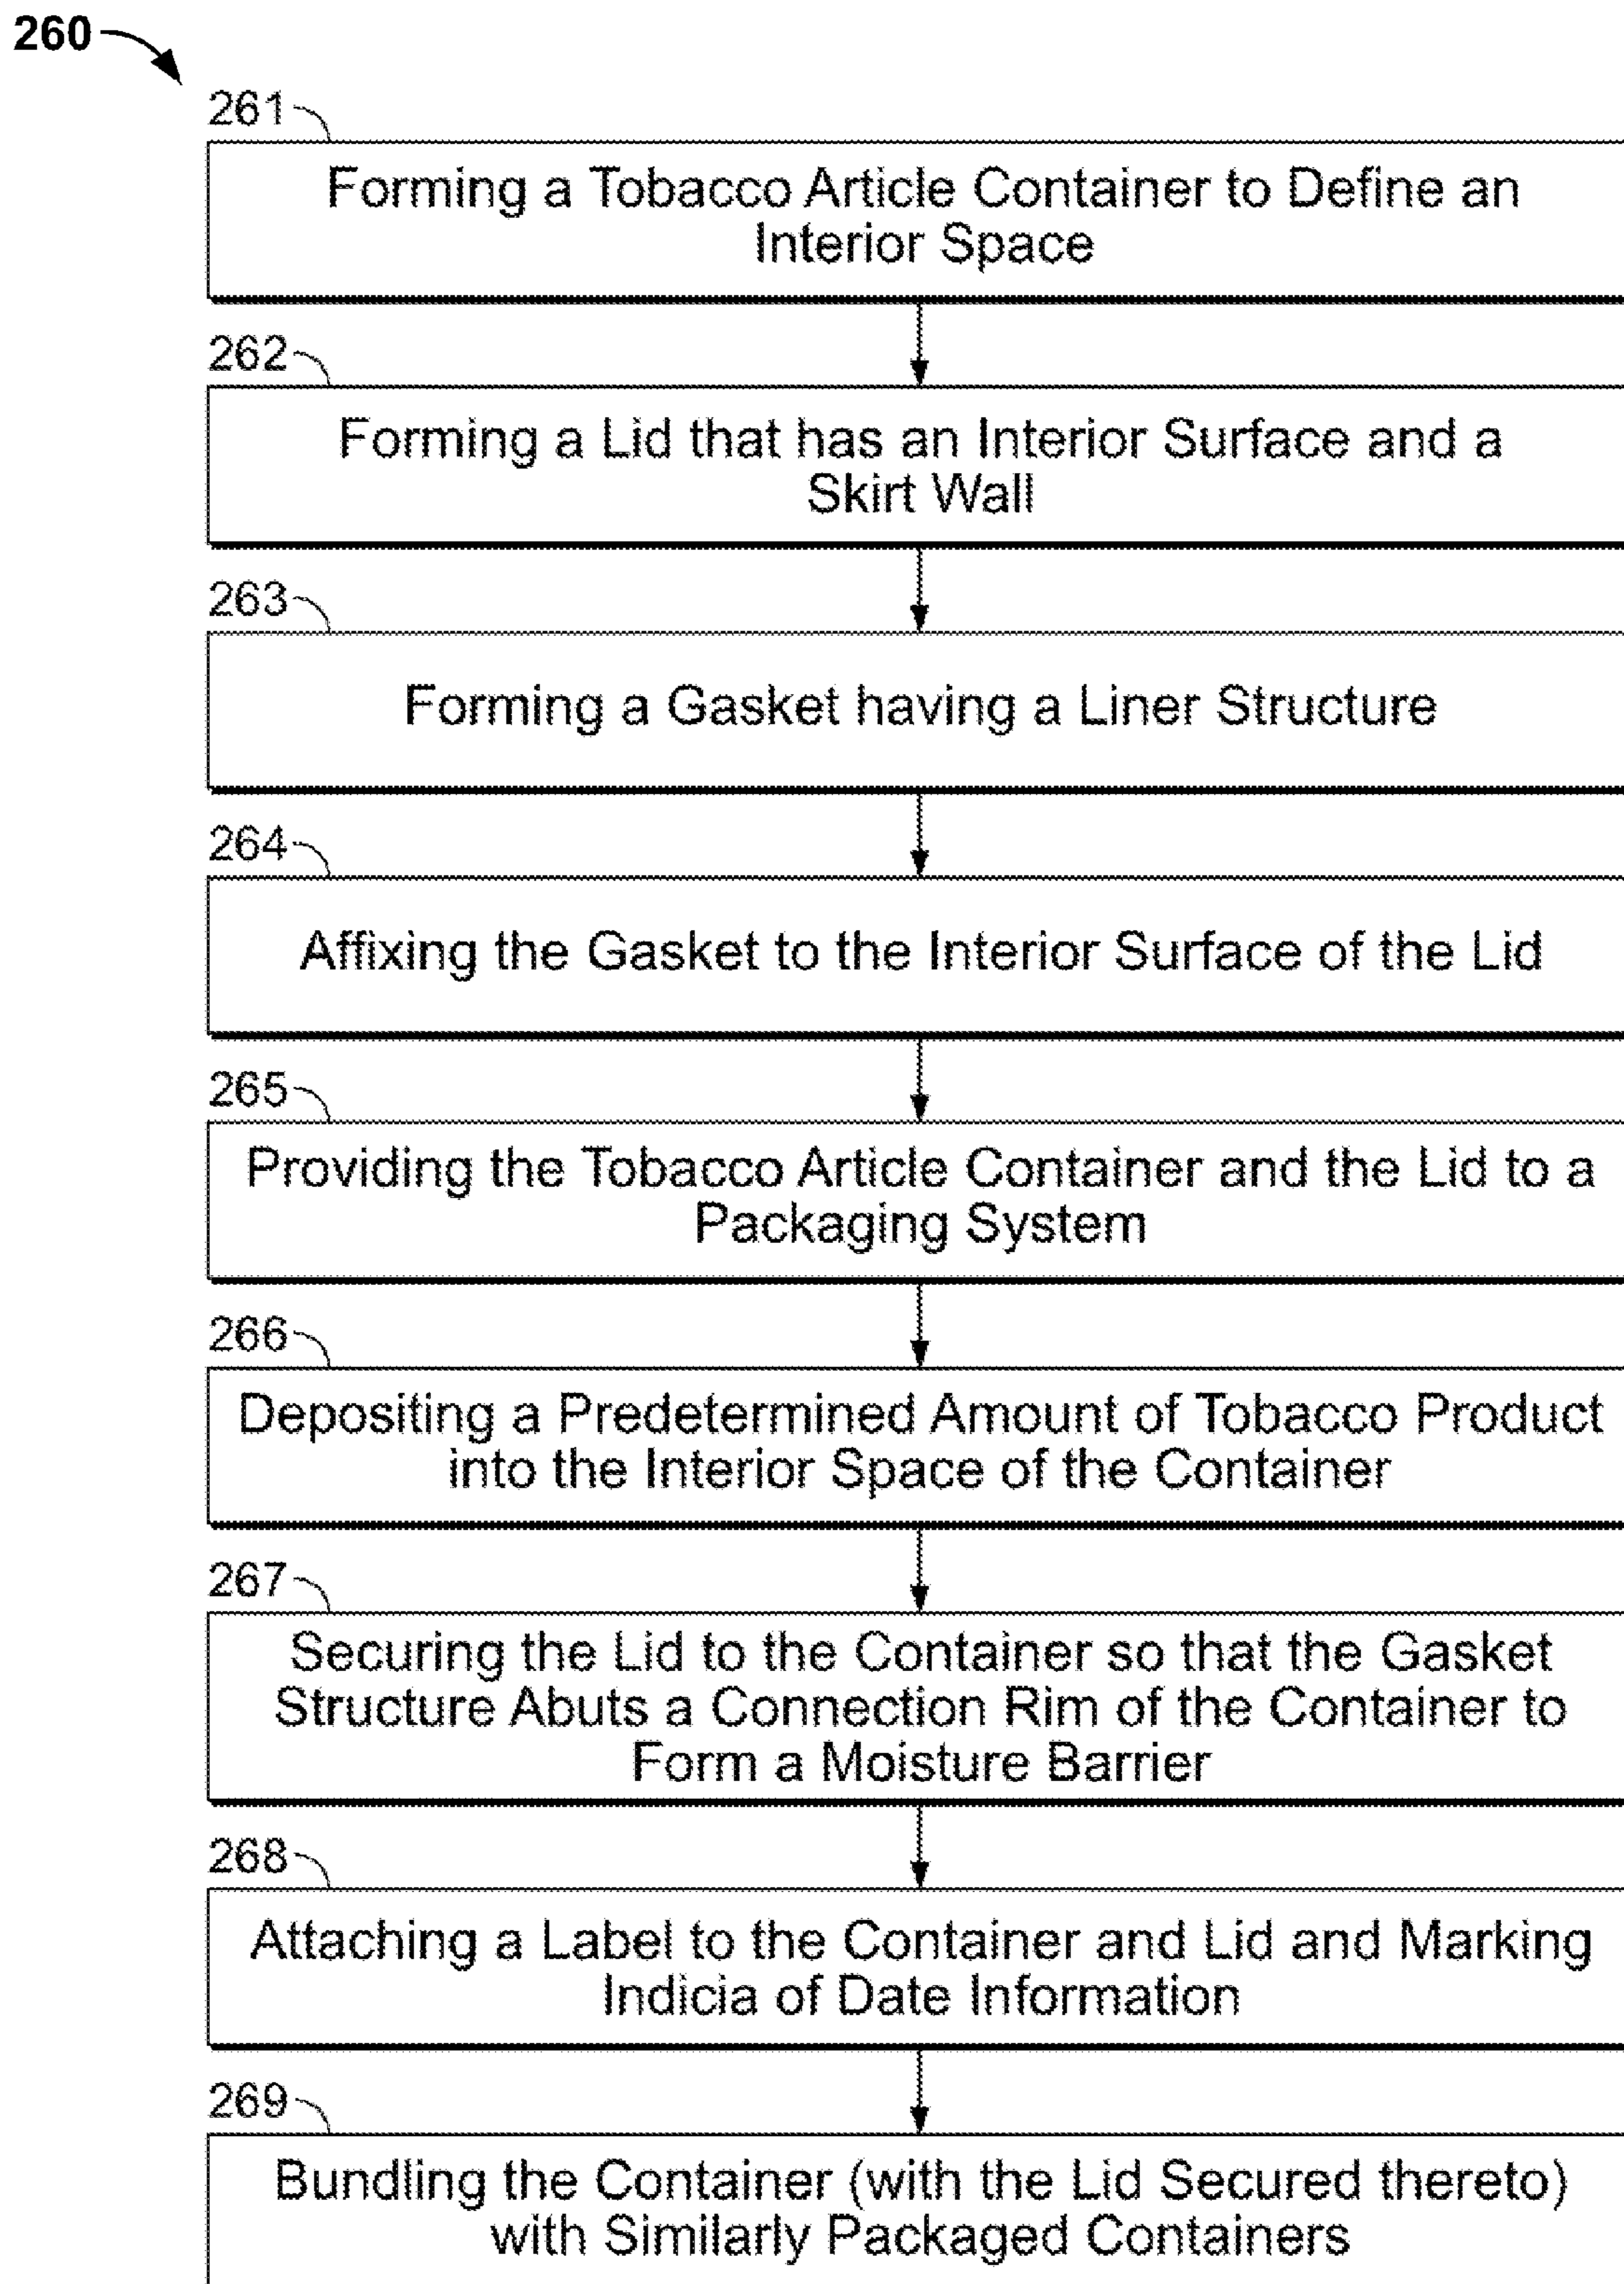 260
261
Forming a Tobacco Article Container to Define an
Interior Space
262
Forming a Lid that has an Interior Surface and a
Skirt Wall
263
Forming a Gasket having a Liner Structure
264
Affixing the Gasket to the Interior Surface of the Lid
265
Providing the Tobacco Article Container and the Lid to a
Packaging System
266
Depositing a Predetermined Amount of Tobacco Product
into the Interior Space of the Container
267
Securing the Lid to the Container so that the Gasket
Structure Abuts a Connection Rim of the Container to
Form a Moisture Barrier
268
Attaching a Label to the Container and Lid and Marking
Indicia of Date Information
269
Bundling the Container (with the Lid Secured thereto)
with Similarly Packaged Containers